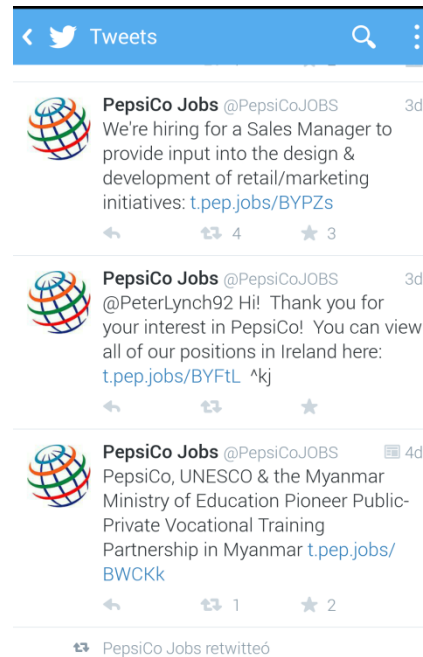 Tweets
PepsiCo Jobs @PepsiCoJOBS 3d
We're hiring for a Sales Manager to
provide input into the design &
development of retail/marketing
initiatives: t.pep.jobs/BYPZs
4 3
PepsiCo Jobs @PepsiCoJOBS 3d
@PeterLynch92 Hi! Thank you for
your interest in PepsiCo! You can view
all of our positions in Ireland here:
t.pep.jobs/BYFtL ^kj
PepsiCo Jobs @PepsiCoJOBS 4d
PepsiCo, UNESCO & the Myanmar
Ministry of Education Pioneer Public-
Private Vocational Training
Partnership in Myanmar t.pep.jobs/
BWCKk
1 2
PepsiCo Jobs retwitteó